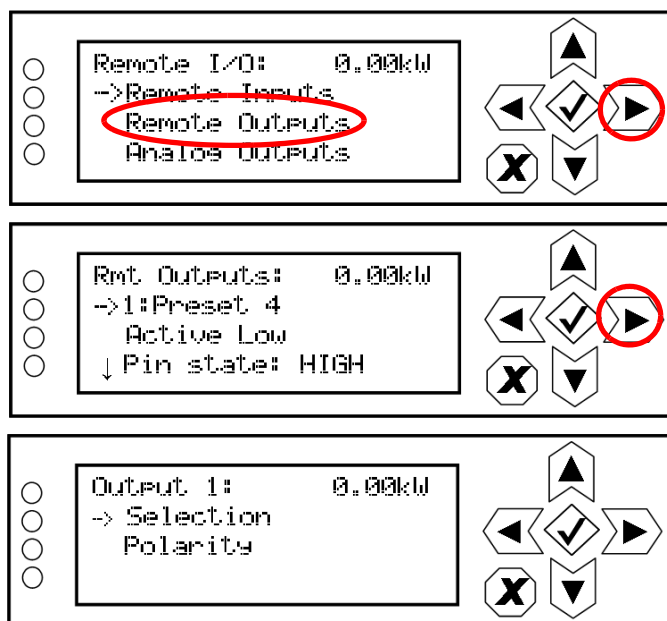 Remote I/O: 0.00kW
->Remote Inputs
Remote Outputs
Analog Outputs
X
Rmt Outputs: 0.00kW
->1:Preset 4
Active Low
↓Pin state: HIGH
X
Output 1: 0.00kW
-> Selection
Polarity
X